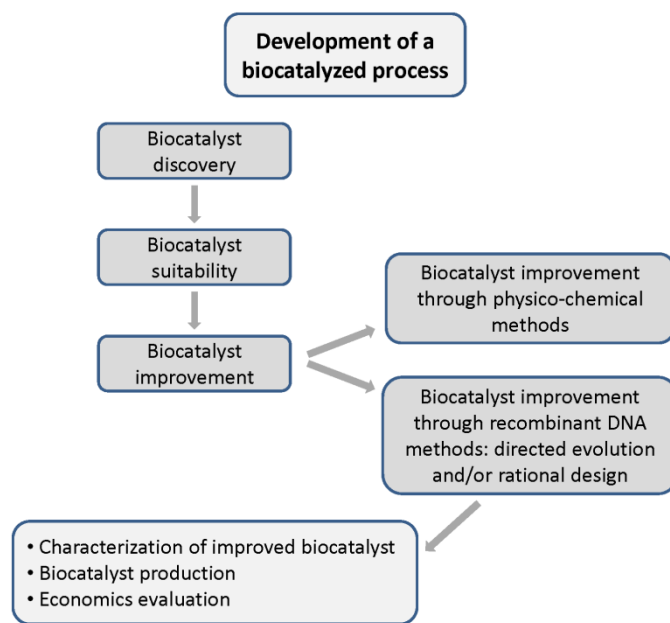 Development of a
biocatalyzed process
Biocatalyst
discovery
Biocatalyst
suitability
Biocatalyst
improvement
Biocatalyst improvement
through physico-chemical
methods
Biocatalyst improvement
through recombinant DNA
methods: directed evolution
and/or rational design
• Characterization of improved biocatalyst
• Biocatalyst production
• Economics evaluation